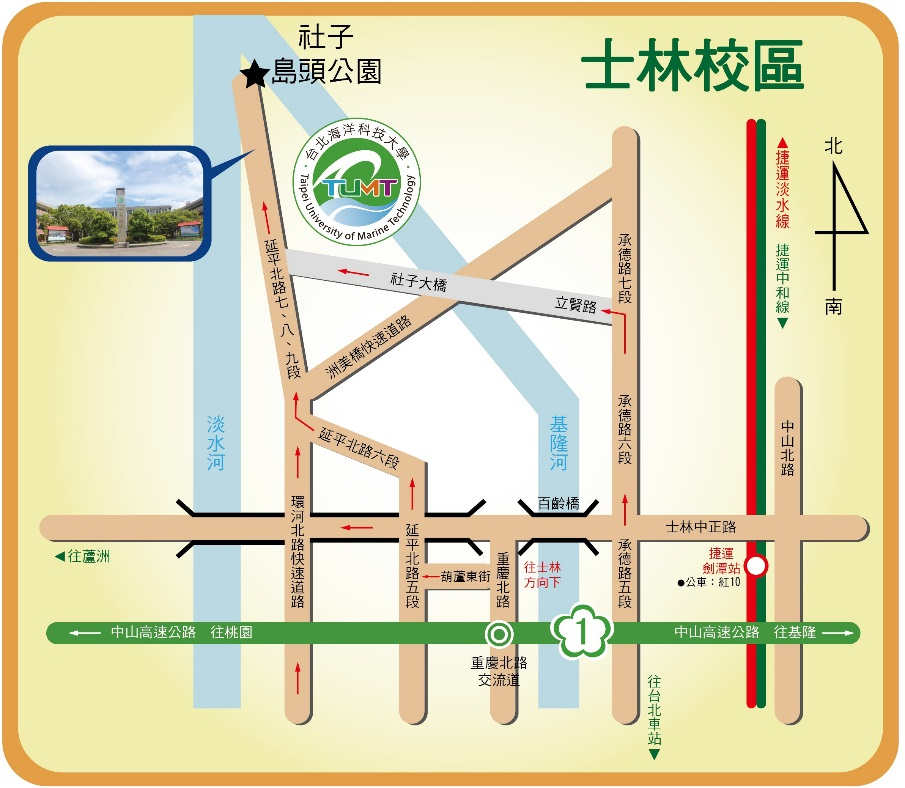 士林校區
社子
島頭公園
台北海洋科技大學
TUMT
Taipei University of Marine Technology
北
南
捷運淡水線
捷運中和線
承德路七段
社子大橋
立賢路
延平北路七、八、九段
洲美橋快速道路
淡水河
基隆河
承德路六段
中山北路
延平北路六段
百齡橋
士林中正路
往蘆洲
環河北路快速道路
延平北路五段
重慶北路
承德路五段
往士林
方向下
葫蘆東街
捷運
劍潭站
公車：紅10
中山高速公路 往桃園
1
中山高速公路 往基隆
重慶北路
交流道
往台北車站